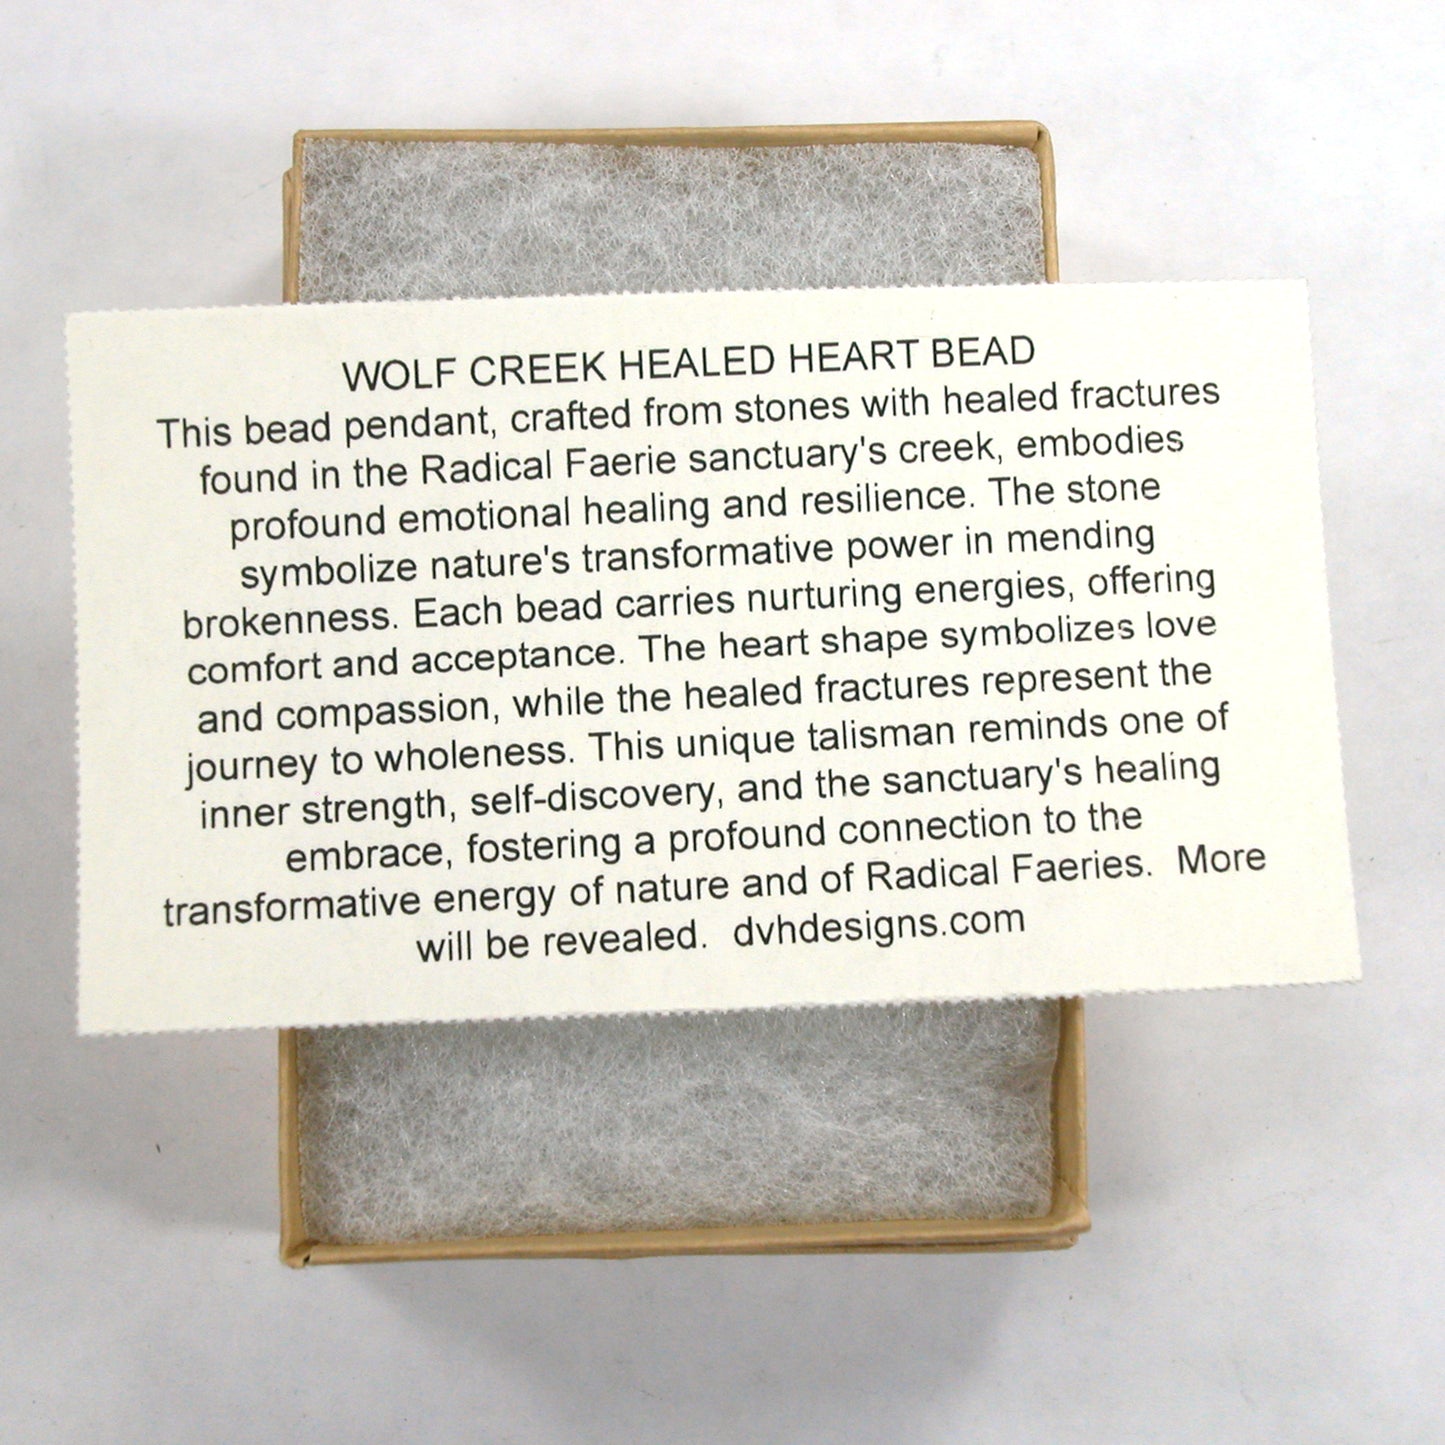 WOLF CREEK HEALED HEART BEAD
This bead pendant, crafted from stones with healed fractures
found in the Radical Faerie sanctuary's creek, embodies
profound emotional healing and resilience. The stone
symbolize nature's transformative power in mending
brokenness. Each bead carries nurturing energies, offering
comfort and acceptance. The heart shape symbolizes love
and compassion, while the healed fractures represent the
journey to wholeness. This unique talisman reminds one of
inner strength, self-discovery, and the sanctuary's healing
embrace, fostering a profound connection to the
transformative energy of nature and of Radical Faeries.  More
will be revealed.  dvhdesigns.com